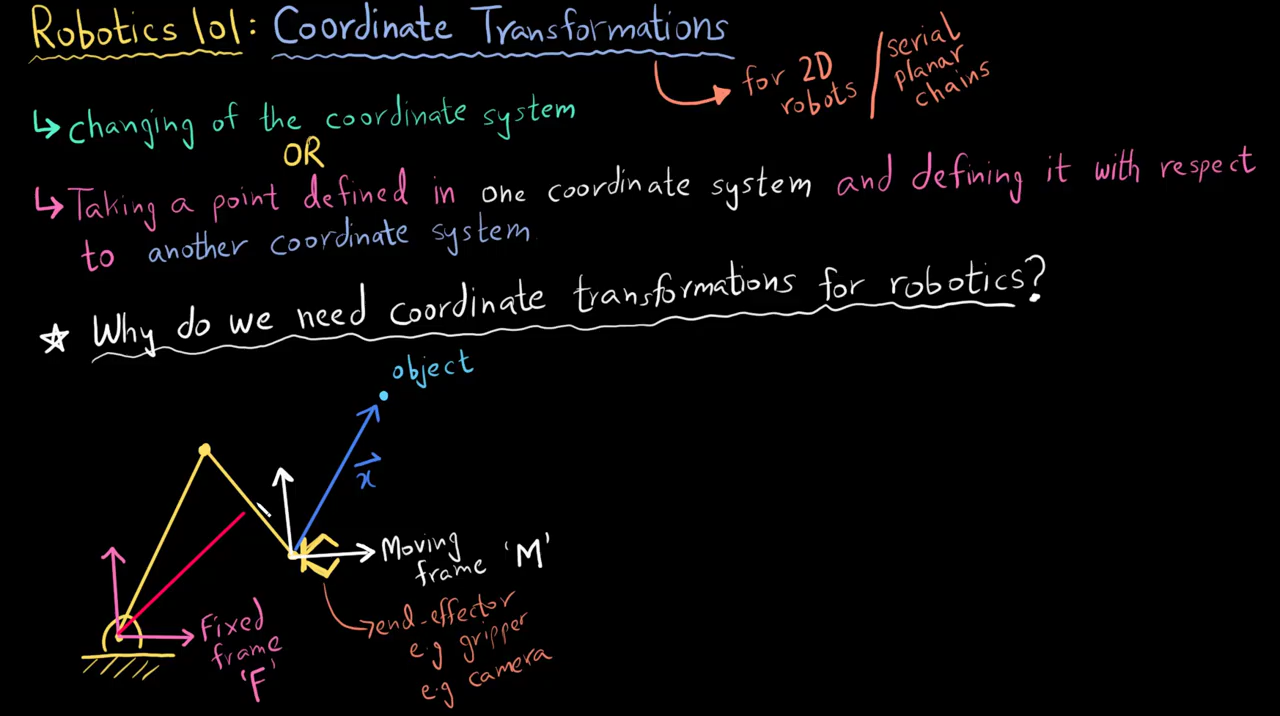 Robotics 101: Coordinate Transformations
for 2D robots / serial planar chains
↳ changing of the coordinate system
OR
↳ Taking a point defined in one coordinate system and defining it with respect
to another coordinate system
☆ Why do we need coordinate transformations for robotics?
object
x
Moving
frame 'M'
Fixed
frame
'F'
end-effector
e.g gripper
e.g camera